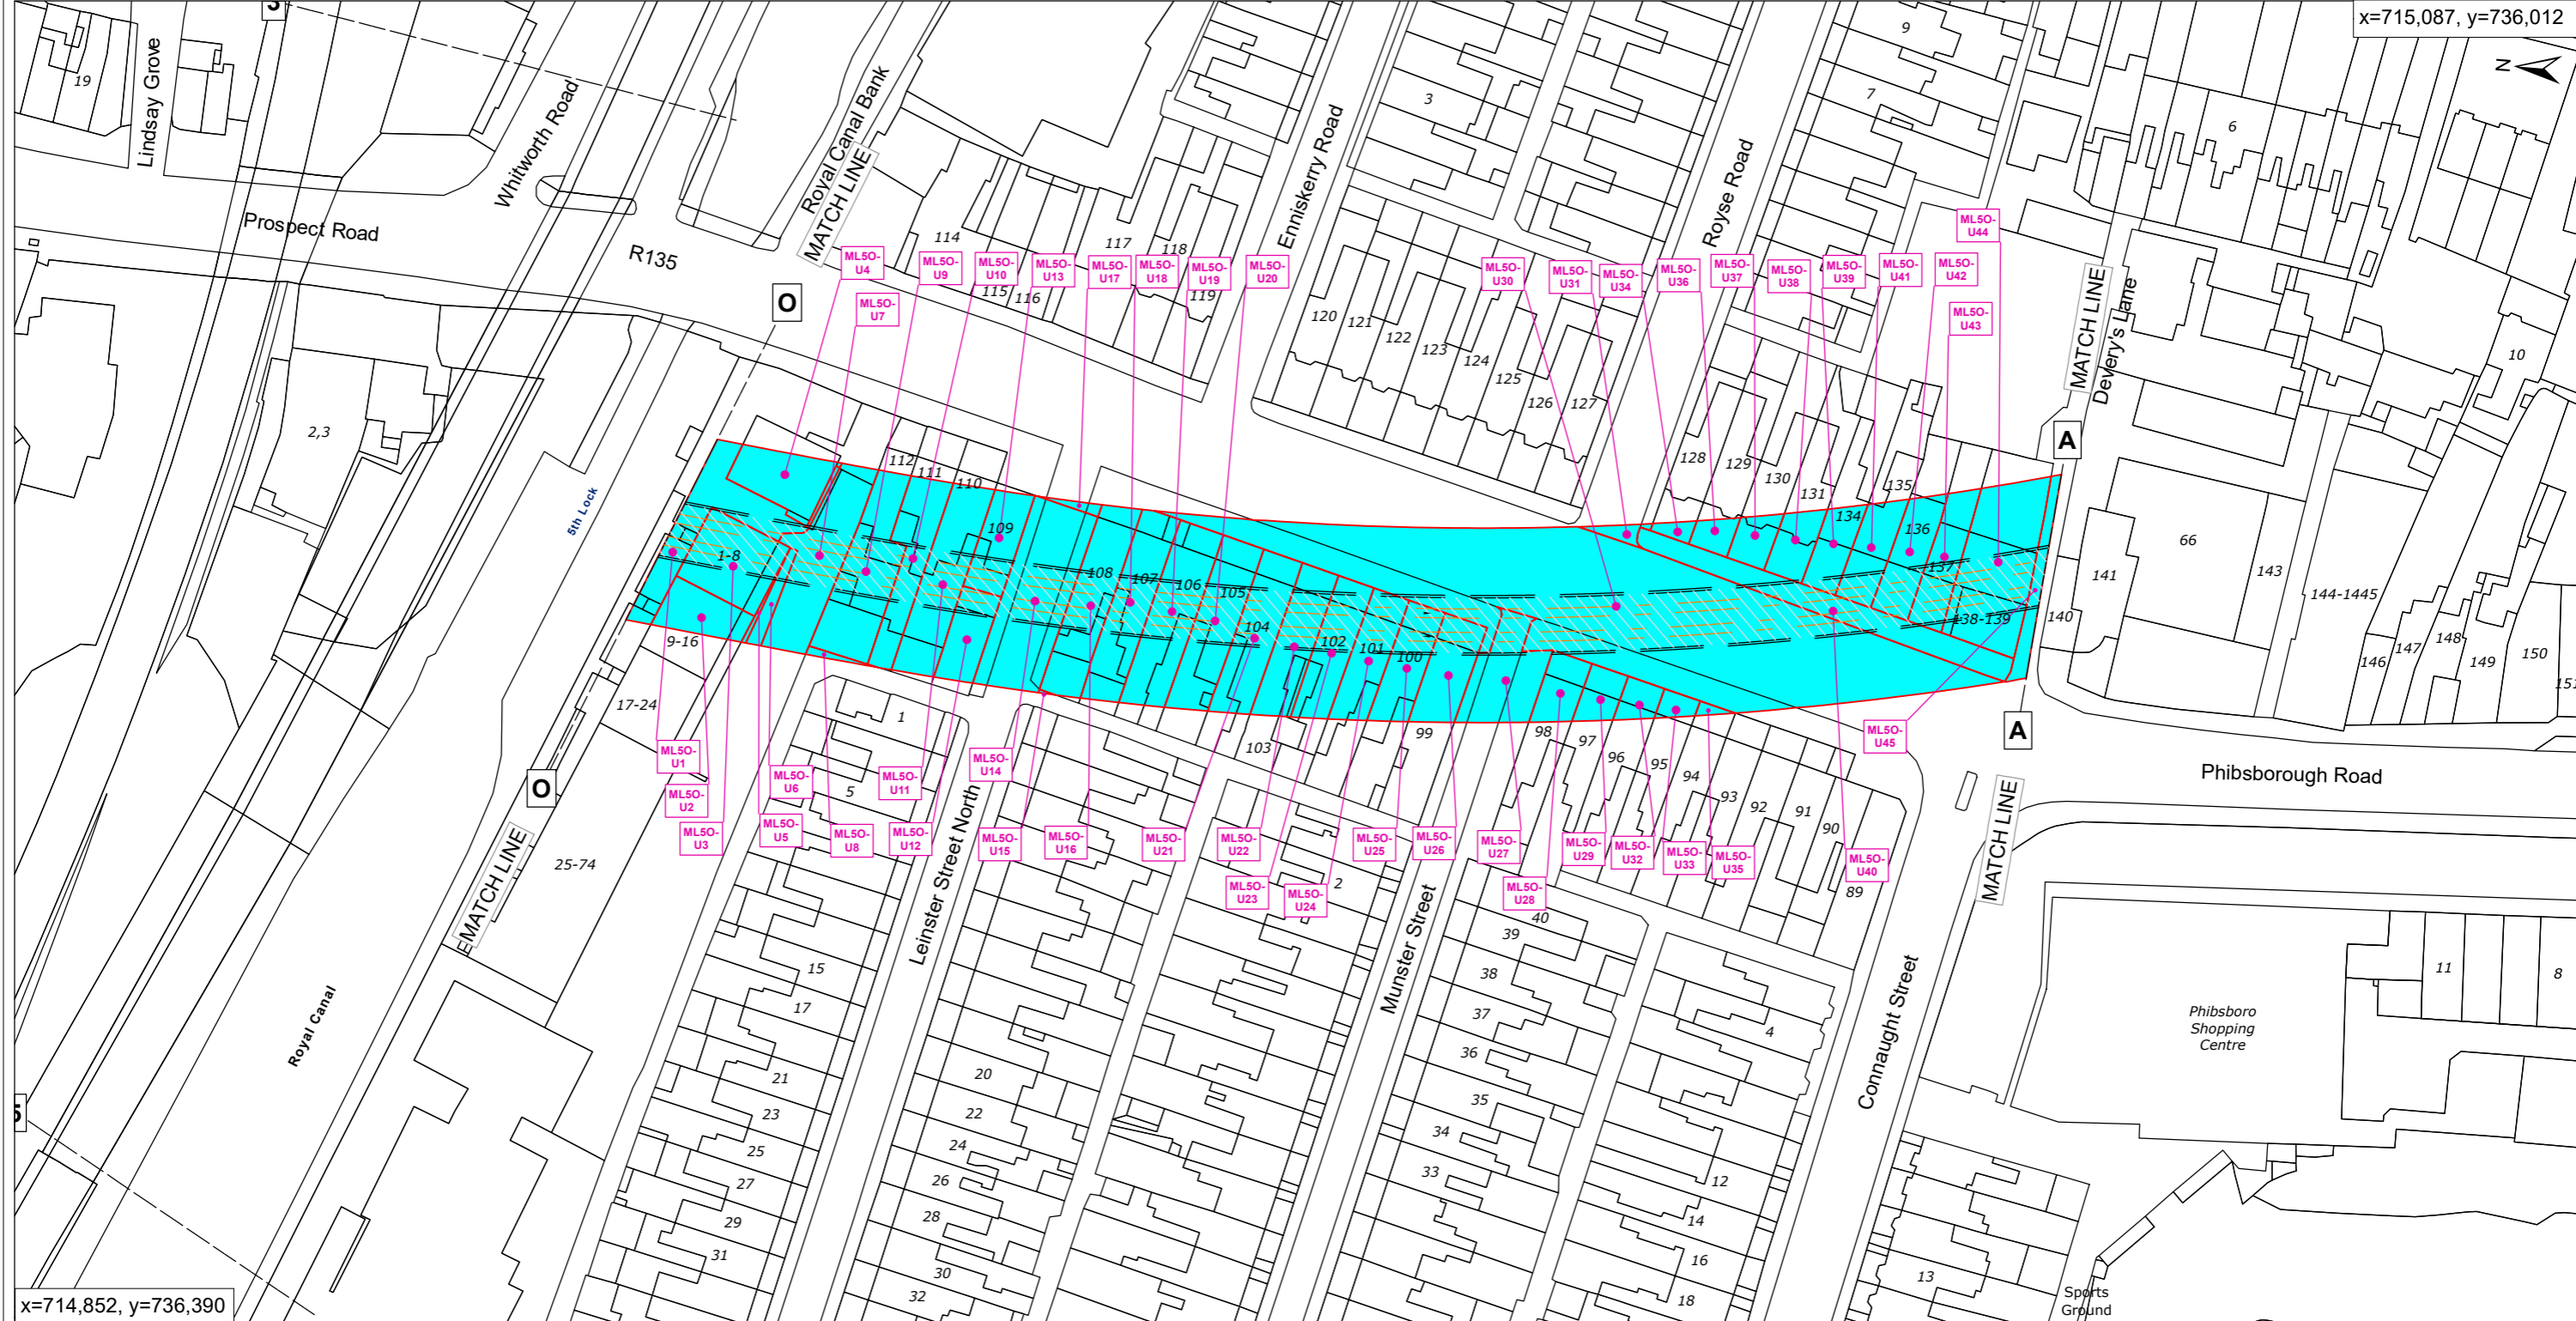 3
x=715,087, y=736,012
N
19
Lindsay Grove
Whitworth Road
Royal Canal Bank
MATCH LINE
Prospect Road
R135
Enniskerry Road
Royse Road
3
9
7
6
10
114
115
116
117
118
119
120
121
122
123
124
125
126
127
128
129
130
131
134
135
136
137
138-139
140
141
66
143
144-1445
146
147
148
149
150
151
MATCH LINE
Devery's Lane
O
A
ML5O-
U4
ML5O-
U7
ML5O-
U9
ML5O-
U10
ML5O-
U13
ML5O-
U17
ML5O-
U18
ML5O-
U19
ML5O-
U20
ML5O-
U30
ML5O-
U31
ML5O-
U34
ML5O-
U36
ML5O-
U37
ML5O-
U38
ML5O-
U39
ML5O-
U41
ML5O-
U42
ML5O-
U43
ML5O-
U44
2,3
5th Lock
112
111
110
109
108
107
106
105
104
103
102
101
100
99
98
97
96
95
94
93
92
91
90
89
1-8
9-16
17-24
25-74
O
MATCH LINE
A
MATCH LINE
Phibsborough Road
ML5O-
U1
ML5O-
U2
ML5O-
U3
ML5O-
U5
ML5O-
U6
ML5O-
U8
ML5O-
U11
ML5O-
U12
ML5O-
U14
ML5O-
U15
ML5O-
U16
ML5O-
U21
ML5O-
U22
ML5O-
U23
ML5O-
U24
ML5O-
U25
ML5O-
U26
ML5O-
U27
ML5O-
U28
ML5O-
U29
ML5O-
U32
ML5O-
U33
ML5O-
U35
ML5O-
U40
ML5O-
U45
1
5
15
17
21
23
25
27
29
31
Leinster Street North
20
22
24
26
28
30
32
2
Munster Street
40
39
38
37
36
35
34
33
4
12
14
16
18
Connaught Street
13
Phibsboro
Shopping
Centre
11
8
Sports
Ground
Royal Canal
5
x=714,852, y=736,390